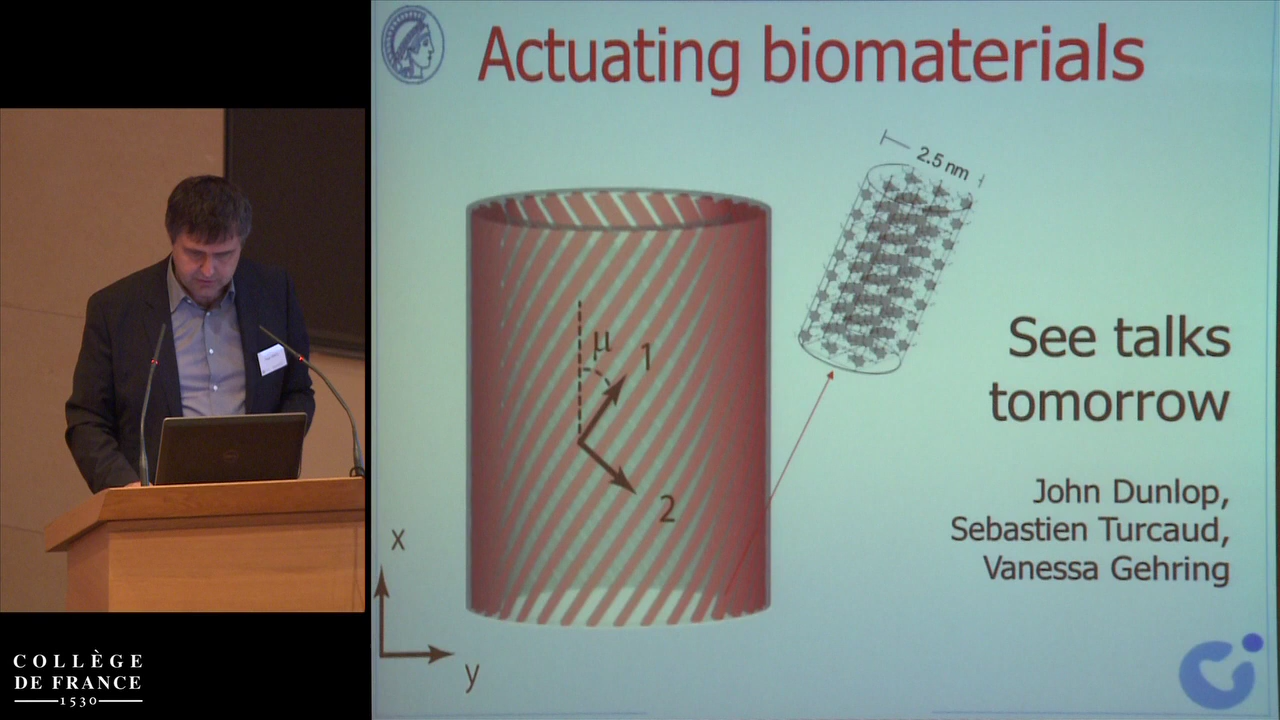 Actuating biomaterials
2.5 nm
μ
1
2
x
y
See talks
tomorrow
John Dunlop,
Sebastien Turcaud,
Vanessa Gehring
COLLÈGE
DE FRANCE
1530